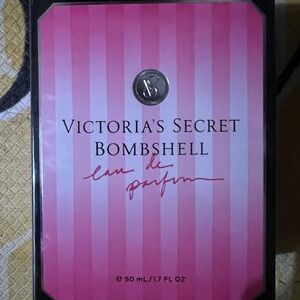 VICTORIA'S SECRET
BOMBSHELL
eau de
parfum
℮ 50 mL/1.7 FL OZ